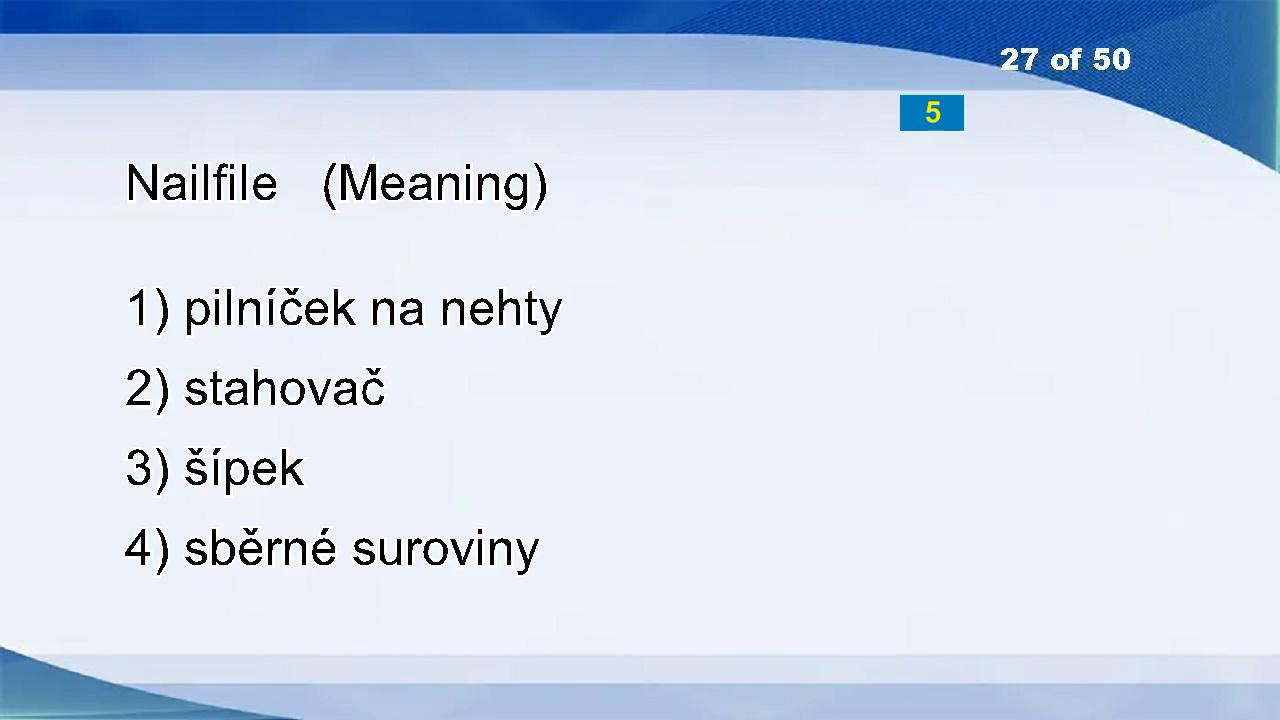 27 of 50
5
Nailfile (Meaning)
1) pilníček na nehty
2) stahovač
3) šípek
4) sběrné suroviny